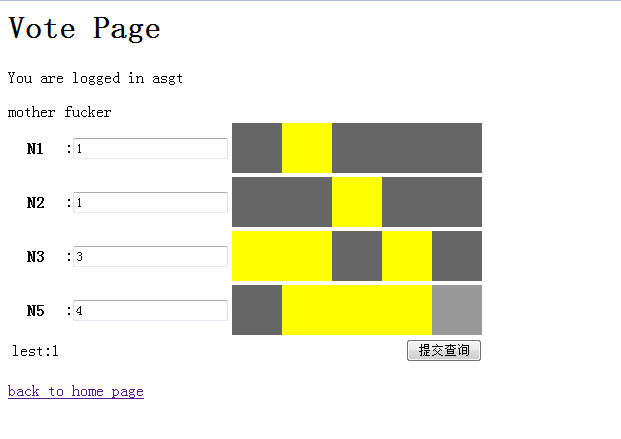 Vote Page
You are logged in asgt
mother fucker
N1 :1
N2 :1
N3 :3
N5 :4
lest:1 提交查询
back to home page